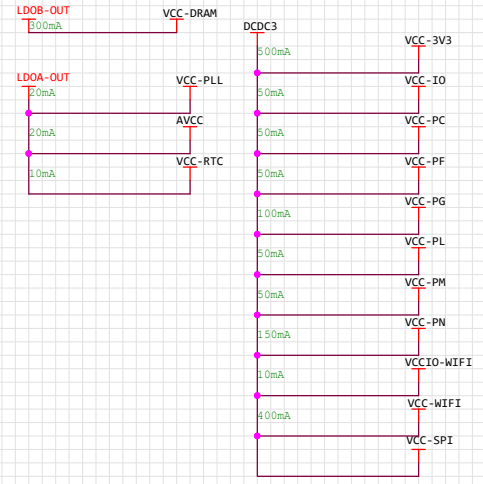 LDOB-OUT
300mA
VCC-DRAM
LDOA-OUT
20mA
VCC-PLL
20mA
AVCC
10mA
VCC-RTC
DCDC3
500mA
VCC-3V3
50mA
VCC-IO
50mA
VCC-PC
50mA
VCC-PF
100mA
VCC-PG
50mA
VCC-PL
50mA
VCC-PM
150mA
VCC-PN
10mA
VCCIO-WIFI
400mA
VCC-WIFI
VCC-SPI